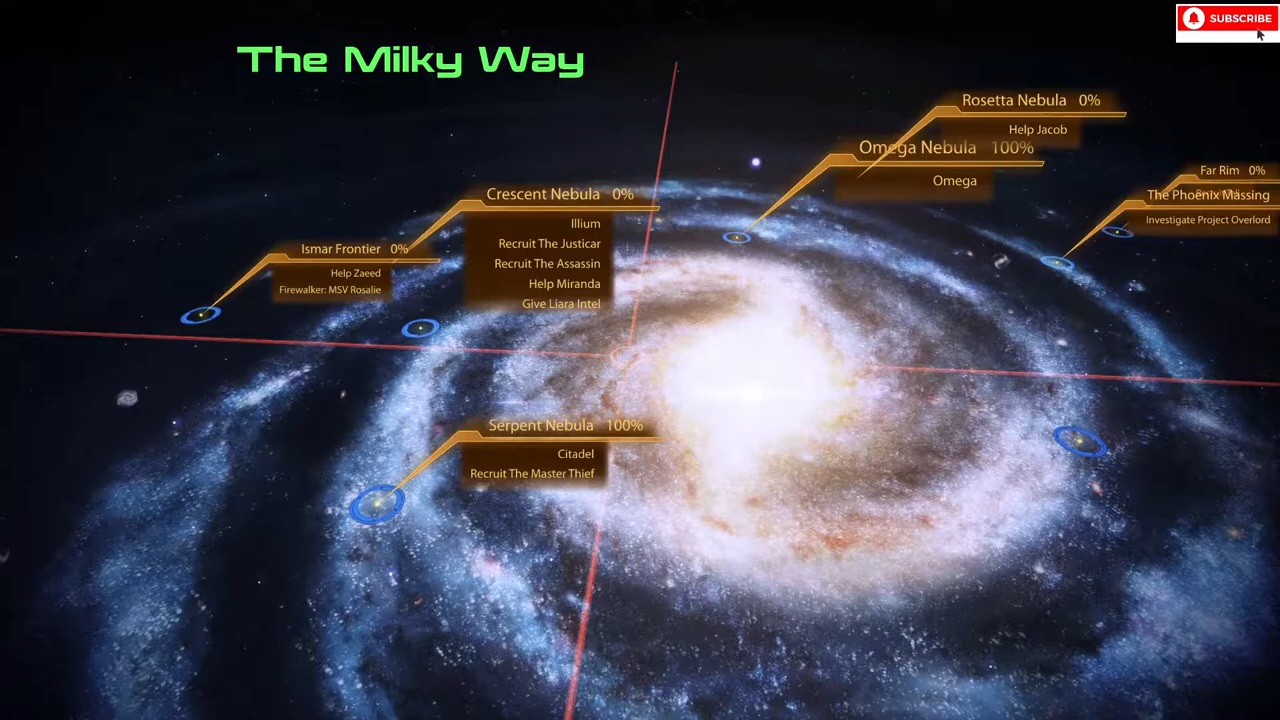 SUBSCRIBE
The Milky Way
Rosetta Nebula 0%
Help Jacob
Omega Nebula 100%
Omega
Far Rim 0%
The Phoenix Massing
Investigate Project Overlord
Crescent Nebula 0%
Illium
Recruit The Justicar
Recruit The Assassin
Help Miranda
Give Liara Intel
Ismar Frontier 0%
Help Zaeed
Firewalker: MSV Rosalie
Serpent Nebula 100%
Citadel
Recruit The Master Thief